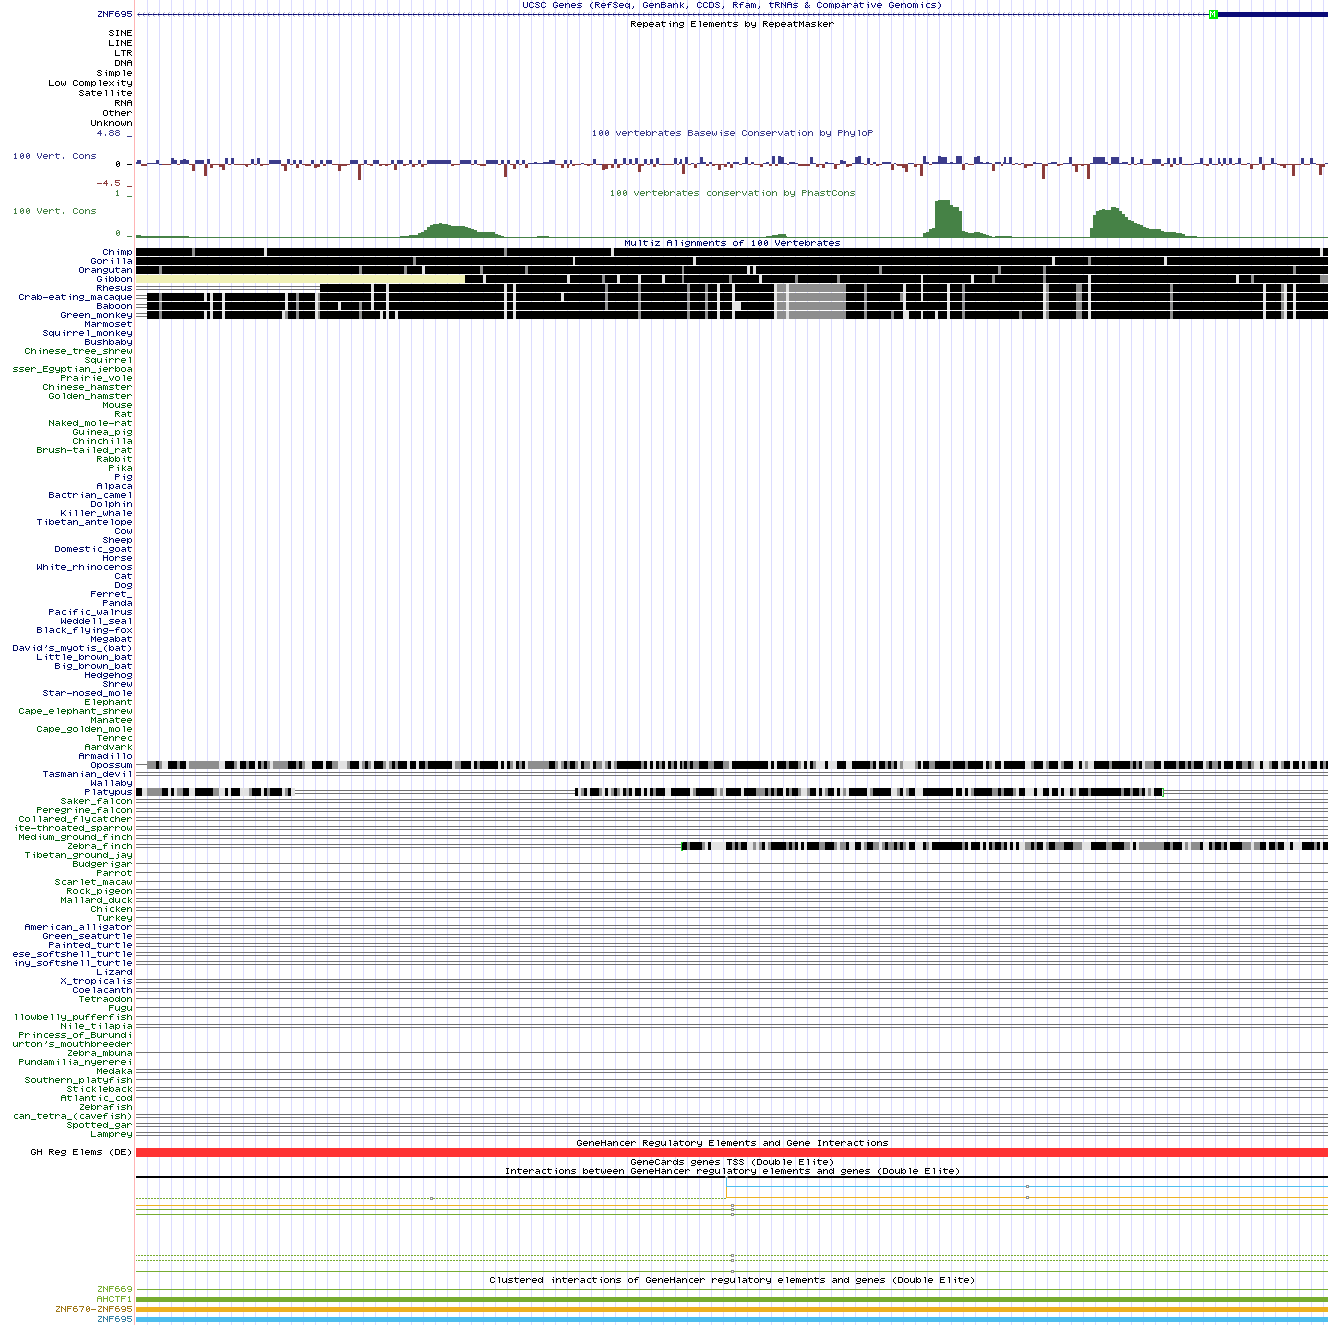 UCSC Genes (RefSeq, GenBank, CCDS, Rfam, tRNAs & Comparative Genomics)
ZNF695
M
Repeating Elements by RepeatMasker
SINE
LINE
LTR
DNA
Simple
Low Complexity
Satellite
RNA
Other
Unknown
4.88 _
100 vertebrates Basewise Conservation by PhyloP
100 Vert. Cons
0 _
-4.5 _
100 vertebrates conservation by PhastCons
1 _
100 Vert. Cons
0 _
Multiz Alignments of 100 Vertebrates
Chimp
Gorilla
Orangutan
Gibbon
Rhesus
Crab-eating_macaque
Baboon
Green_monkey
Marmoset
Squirrel_monkey
Bushbaby
Chinese_tree_shrew
Squirrel
sser_Egyptian_jerboa
Prairie_vole
Chinese_hamster
Golden_hamster
Mouse
Rat
Naked_mole-rat
Guinea_pig
Chinchilla
Brush-tailed_rat
Rabbit
Pika
Pig
Alpaca
Bactrian_camel
Dolphin
Killer_whale
Tibetan_antelope
Cow
Sheep
Domestic_goat
Horse
White_rhinoceros
Cat
Dog
Ferret_
Panda
Pacific_walrus
Weddell_seal
Black_flying-fox
Megabat
David's_myotis_(bat)
Little_brown_bat
Big_brown_bat
Hedgehog
Shrew
Star-nosed_mole
Elephant
Cape_elephant_shrew
Manatee
Cape_golden_mole
Tenrec
Aardvark
Armadillo
Opossum
Tasmanian_devil
Wallaby
Platypus
Saker_falcon
Peregrine_falcon
Collared_flycatcher
ite-throated_sparrow
Medium_ground_finch
Zebra_finch
Tibetan_ground_jay
Budgerigar
Parrot
Scarlet_macaw
Rock_pigeon
Mallard_duck
Chicken
Turkey
American_alligator
Green_seaturtle
Painted_turtle
ese_softshell_turtle
iny_softshell_turtle
Lizard
X_tropicalis
Coelacanth
Tetraodon
Fugu
llowbelly_pufferfish
Nile_tilapia
Princess_of_Burundi
urton's_mouthbreeder
Zebra_mbuna
Pundamilia_nyererei
Medaka
Southern_platyfish
Stickleback
Atlantic_cod
Zebrafish
can_tetra_(cavefish)
Spotted_gar
Lamprey
GeneHancer Regulatory Elements and Gene Interactions
GH Reg Elems (DE)
GeneCards genes TSS (Double Elite)
Interactions between GeneHancer regulatory elements and genes (Double Elite)
Clustered interactions of GeneHancer regulatory elements and genes (Double Elite)
ZNF669
AHCTF1
ZNF670-ZNF695
ZNF695